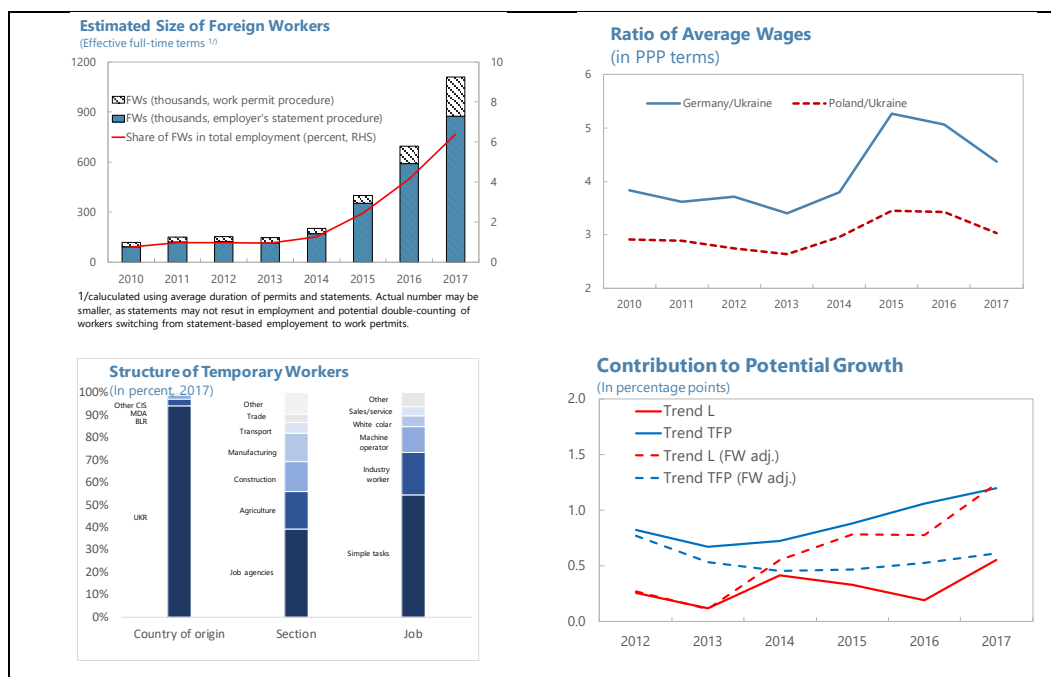 Estimated Size of Foreign Workers
(Effective full-time terms 1/)
1200
900
600
300
0
10
8
6
4
2
0
FWs (thousands, work permit procedure)
FWs (thousands, employer's statement procedure)
Share of FWs in total employment (percent, RHS)
2010 2011 2012 2013 2014 2015 2016 2017
1/caluculated using average duration of permits and statements. Actual number may be
smaller, as statements may not resut in employment and potential double-counting of
workers switching from statement-based employement to work pertmits.
Ratio of Average Wages
(in PPP terms)
6
5
4
3
2
Germany/Ukraine
Poland/Ukraine
2010 2011 2012 2013 2014 2015 2016 2017
Structure of Temporary Workers
(In percent, 2017)
100%
90%
80%
70%
60%
50%
40%
30%
20%
10%
0%
Other CIS
MDA
BLR
UKR
Other
Trade
Transport
Manufacturing
Construction
Agriculture
Job agencies
Other
Sales/service
White colar
Machine
operator
Industry
worker
Simple tasks
Country of origin Section Job
Contribution to Potential Growth
(In percentage points)
2.0
1.5
1.0
0.5
0.0
Trend L
Trend TFP
Trend L (FW adj.)
Trend TFP (FW adj.)
2012 2013 2014 2015 2016 2017